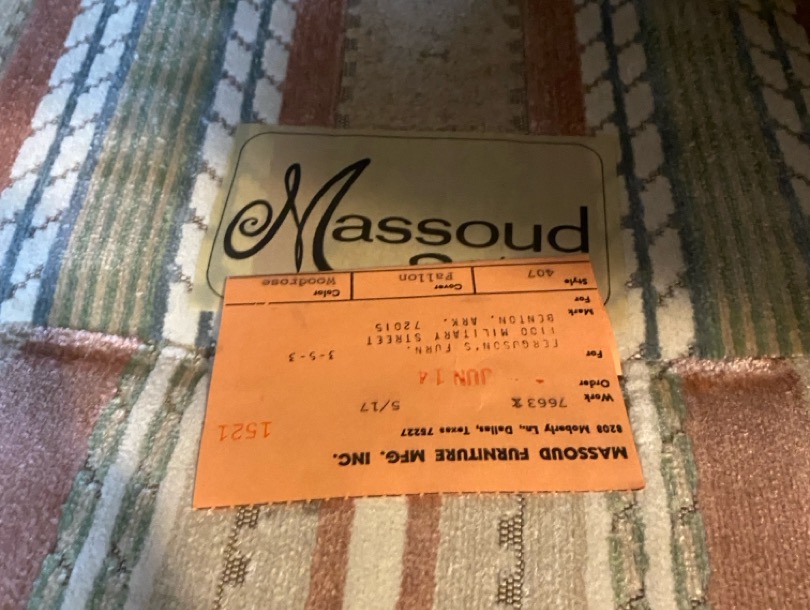 Massoud
MASSOUD FURNITURE MFG. INC.
8208 Moberly Ln., Dallas, Texas 75227
1521
Work Order 7663 5/17
JUN 14
For FERGUSON'S FURN. 3-5-3
1100 MILITARY STREET
BENTON, ARK. 72015
Mark For
Style 407 Cover Fallon Color Woodrose